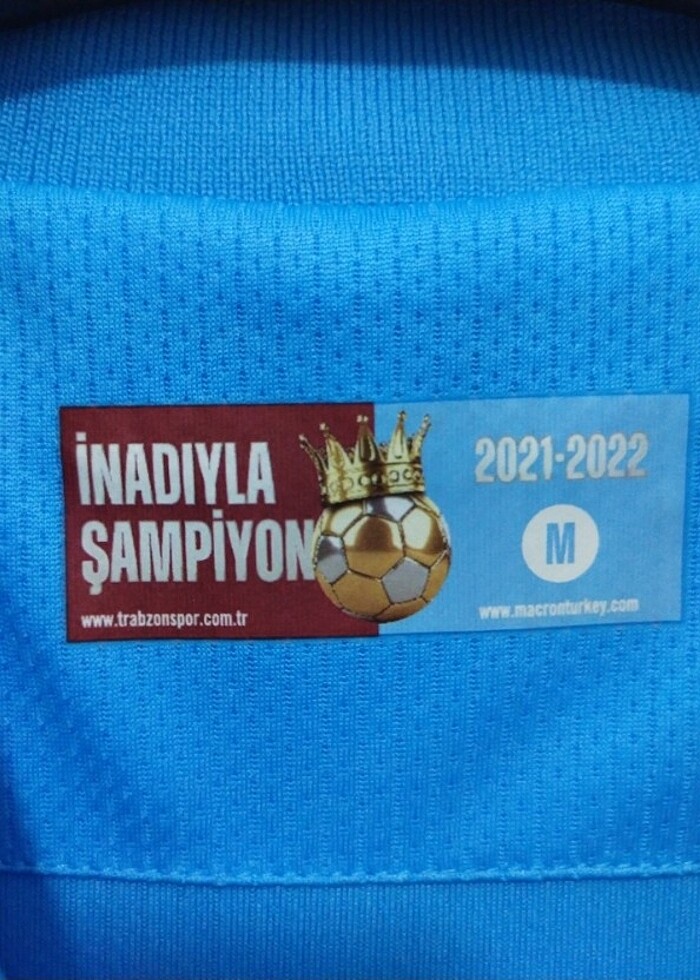 İNADIYLA
ŞAMPİYON
www.trabzonspor.com.tr
2021-2022
M
www.macronturkey.com